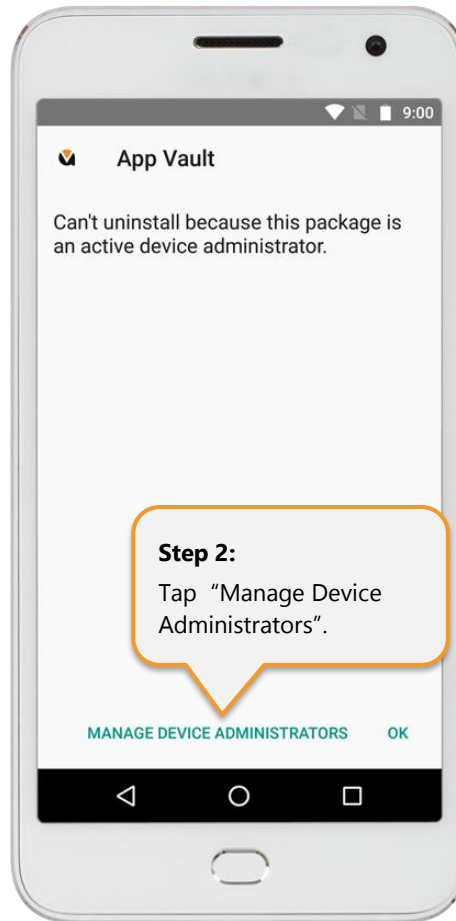 9:00
App Vault
Can't uninstall because this package is
an active device administrator.
Step 2:
Tap “Manage Device
Administrators”.
MANAGE DEVICE ADMINISTRATORS OK